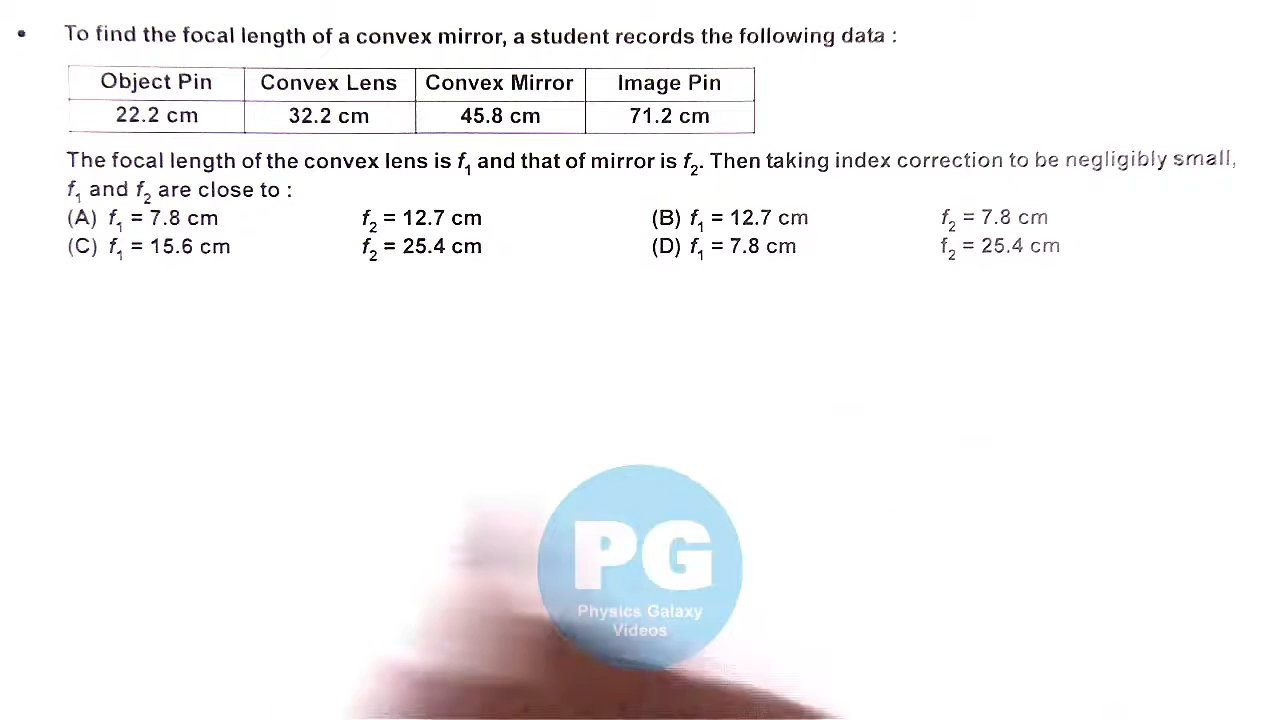 • To find the focal length of a convex mirror, a student records the following data :
Object Pin Convex Lens Convex Mirror Image Pin
22.2 cm 32.2 cm 45.8 cm 71.2 cm
The focal length of the convex lens is f₁ and that of mirror is f₂. Then taking index correction to be negligibly small,
f₁ and f₂ are close to :
(A) f₁ = 7.8 cm f₂ = 12.7 cm (B) f₁ = 12.7 cm f₂ = 7.8 cm
(C) f₁ = 15.6 cm f₂ = 25.4 cm (D) f₁ = 7.8 cm f₂ = 25.4 cm
PG
Physics Galaxy
Videos